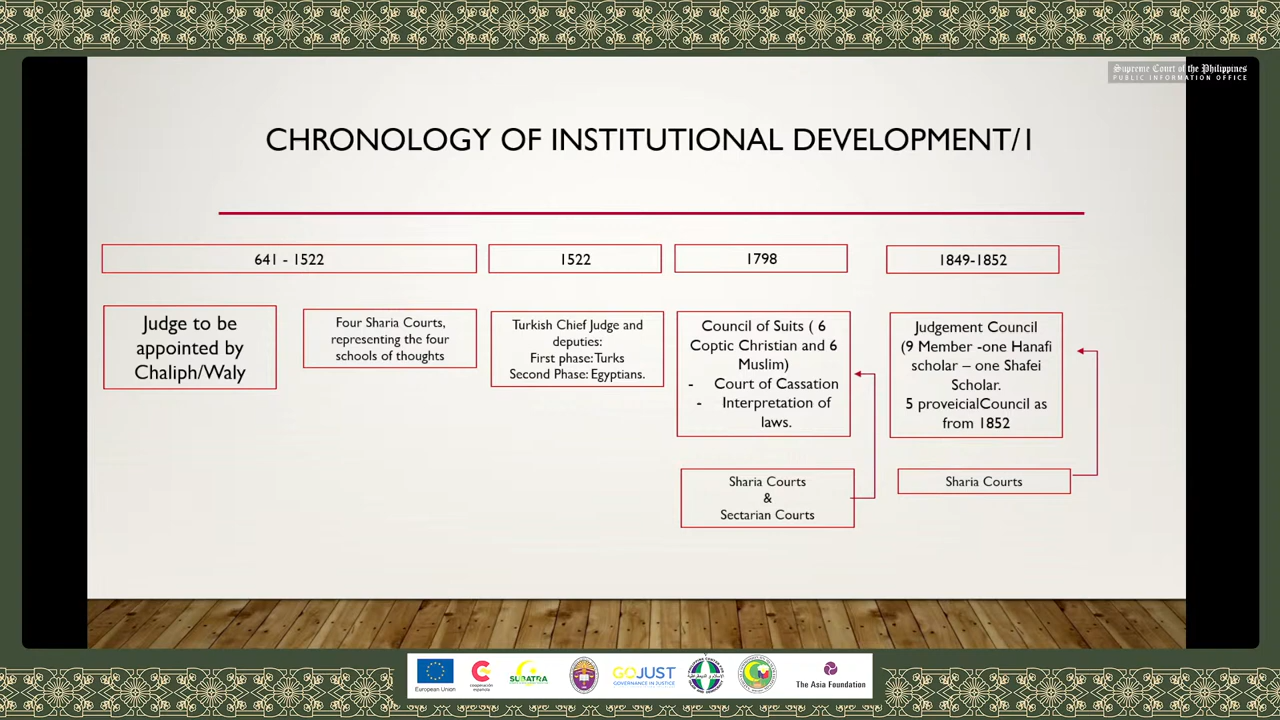 Supreme Court of the Philippines
PUBLIC INFORMATION OFFICE
CHRONOLOGY OF INSTITUTIONAL DEVELOPMENT/1
641 - 1522
1522
1798
1849-1852
Judge to be
appointed by
Chaliph/Waly
Four Sharia Courts,
representing the four
schools of thoughts
Turkish Chief Judge and
deputies:
First phase: Turks
Second Phase: Egyptians.
Council of Suits ( 6
Coptic Christian and 6
Muslim)
- Court of Cassation
- Interpretation of
laws.
Judgement Council
(9 Member -one Hanafi
scholar – one Shafei
Scholar.
5 proveicialCouncil as
from 1852
Sharia Courts
&
Sectarian Courts
Sharia Courts
European Union
cooperación
española
SUBATRA
GOJUST
GOVERNANCE IN JUSTICE
The Asia Foundation